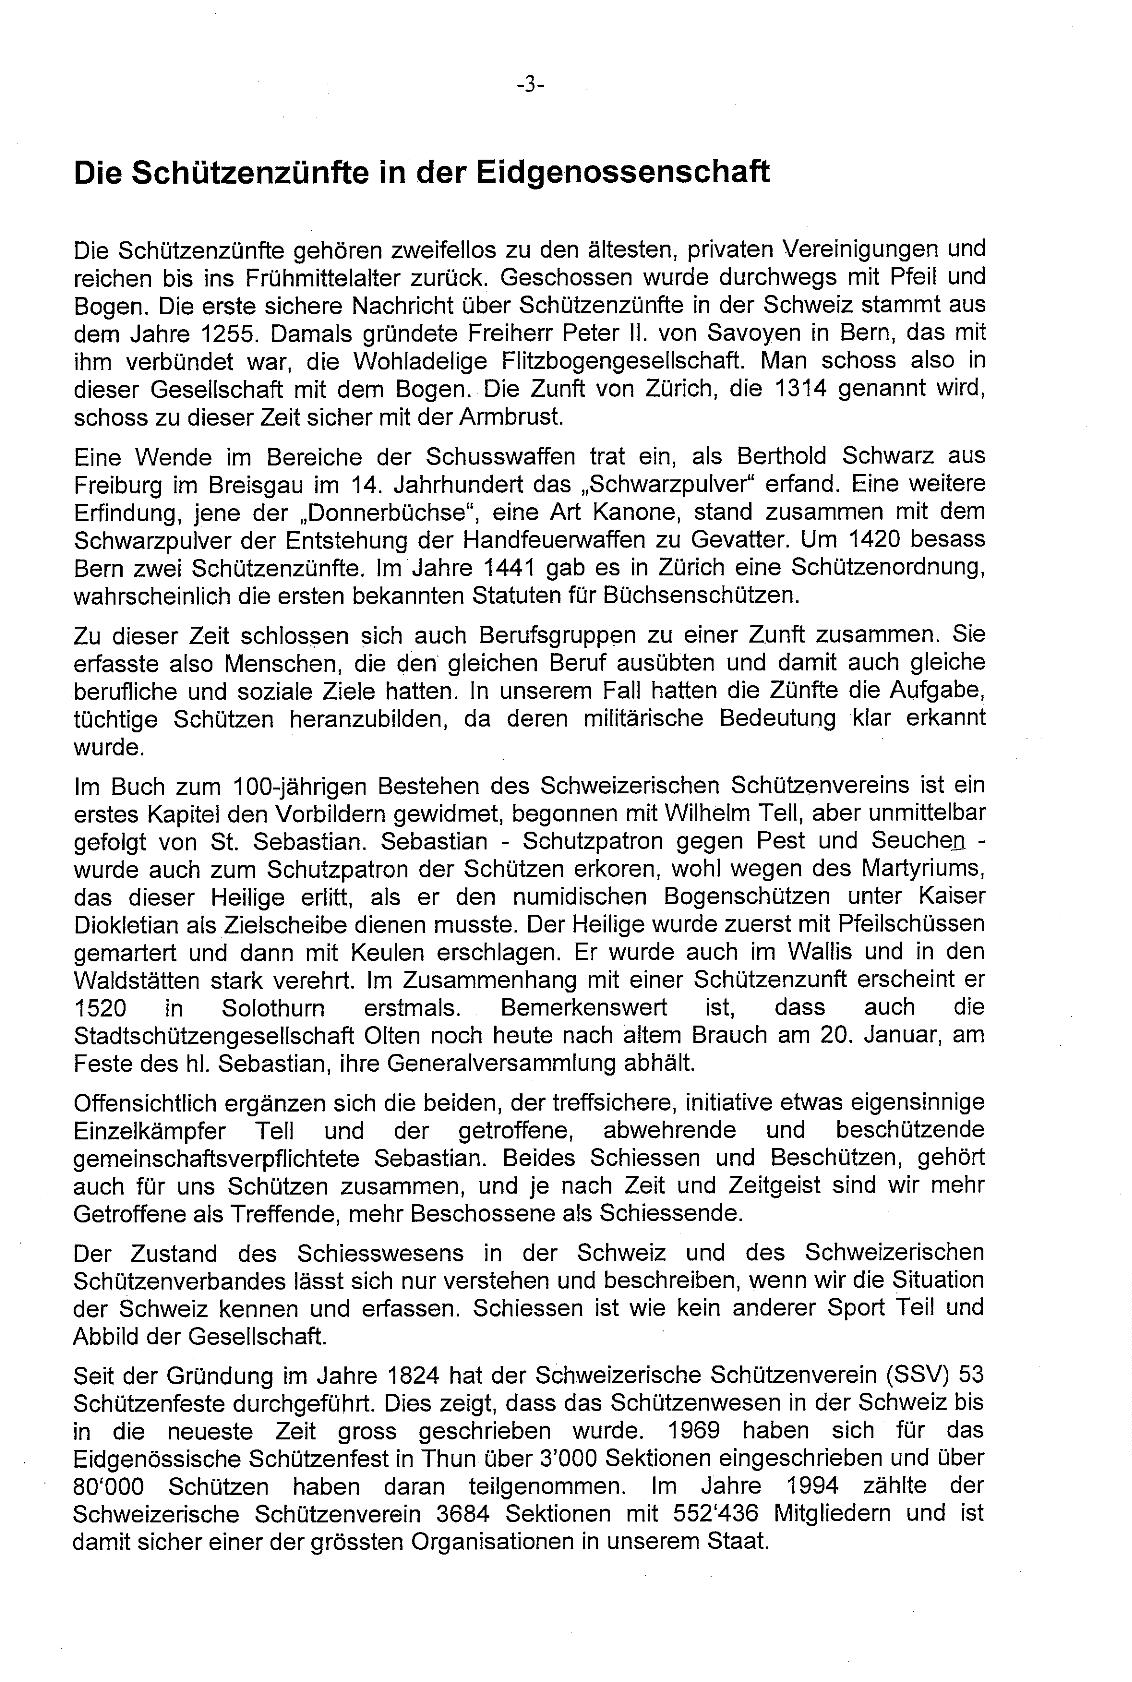 -3-
Die Schützenzünfte in der Eidgenossenschaft
Die Schützenzünfte gehören zweifellos zu den ältesten, privaten Vereinigungen und
reichen bis ins Frühmittelalter zurück. Geschossen wurde durchwegs mit Pfeil und
Bogen. Die erste sichere Nachricht über Schützenzünfte in der Schweiz stammt aus
dem Jahre 1255. Damals gründete Freiherr Peter II. von Savoyen in Bern, das mit
ihm verbündet war, die Wohladelige Flitzbogengesellschaft. Man schoss also in
dieser Gesellschaft mit dem Bogen. Die Zunft von Zürich, die 1314 genannt wird,
schoss zu dieser Zeit sicher mit der Armbrust.
Eine Wende im Bereiche der Schusswaffen trat ein, als Berthold Schwarz aus
Freiburg im Breisgau im 14. Jahrhundert das „Schwarzpulver“ erfand. Eine weitere
Erfindung, jene der „Donnerbüchse“, eine Art Kanone, stand zusammen mit dem
Schwarzpulver der Entstehung der Handfeuerwaffen zu Gevatter. Um 1420 besass
Bern zwei Schützenzünfte. Im Jahre 1441 gab es in Zürich eine Schützenordnung,
wahrscheinlich die ersten bekannten Statuten für Büchsenschützen.
Zu dieser Zeit schlossen sich auch Berufsgruppen zu einer Zunft zusammen. Sie
erfasste also Menschen, die den gleichen Beruf ausübten und damit auch gleiche
berufliche und soziale Ziele hatten. In unserem Fall hatten die Zünfte die Aufgabe,
tüchtige Schützen heranzubilden, da deren militärische Bedeutung klar erkannt
wurde.
Im Buch zum 100-jährigen Bestehen des Schweizerischen Schützenvereins ist ein
erstes Kapitel den Vorbildern gewidmet, begonnen mit Wilhelm Tell, aber unmittelbar
gefolgt von St. Sebastian. Sebastian - Schutzpatron gegen Pest und Seuchen -
wurde auch zum Schutzpatron der Schützen erkoren, wohl wegen des Martyriums,
das dieser Heilige erlitt, als er den numidischen Bogenschützen unter Kaiser
Diokletian als Zielscheibe dienen musste. Der Heilige wurde zuerst mit Pfeilschüssen
gemartert und dann mit Keulen erschlagen. Er wurde auch im Wallis und in den
Waldstätten stark verehrt. Im Zusammenhang mit einer Schützenzunft erscheint er
1520 in Solothurn erstmals. Bemerkenswert ist, dass auch die
Stadtschützengesellschaft Olten noch heute nach altem Brauch am 20. Januar, am
Feste des hl. Sebastian, ihre Generalversammlung abhält.
Offensichtlich ergänzen sich die beiden, der treffsichere, initiative etwas eigensinnige
Einzelkämpfer Tell und der getroffene, abwehrende und beschützende
gemeinschaftsverpflichtete Sebastian. Beides Schiessen und Beschützen, gehört
auch für uns Schützen zusammen, und je nach Zeit und Zeitgeist sind wir mehr
Getroffene als Treffende, mehr Beschossene als Schiessende.
Der Zustand des Schiesswesens in der Schweiz und des Schweizerischen
Schützenverbandes lässt sich nur verstehen und beschreiben, wenn wir die Situation
der Schweiz kennen und erfassen. Schiessen ist wie kein anderer Sport Teil und
Abbild der Gesellschaft.
Seit der Gründung im Jahre 1824 hat der Schweizerische Schützenverein (SSV) 53
Schützenfeste durchgeführt. Dies zeigt, dass das Schützenwesen in der Schweiz bis
in die neueste Zeit gross geschrieben wurde. 1969 haben sich für das
Eidgenössische Schützenfest in Thun über 3'000 Sektionen eingeschrieben und über
80‘000 Schützen haben daran teilgenommen. Im Jahre 1994 zählte der
Schweizerische Schützenverein 3684 Sektionen mit 552‘436 Mitgliedern und ist
damit sicher einer der grössten Organisationen in unserem Staat.